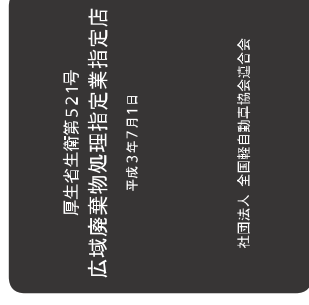 厚生省生衛第521号
広域廃棄物処理指定業指定店
平成3年7月1日
社団法人 全国軽自動車協会連合会